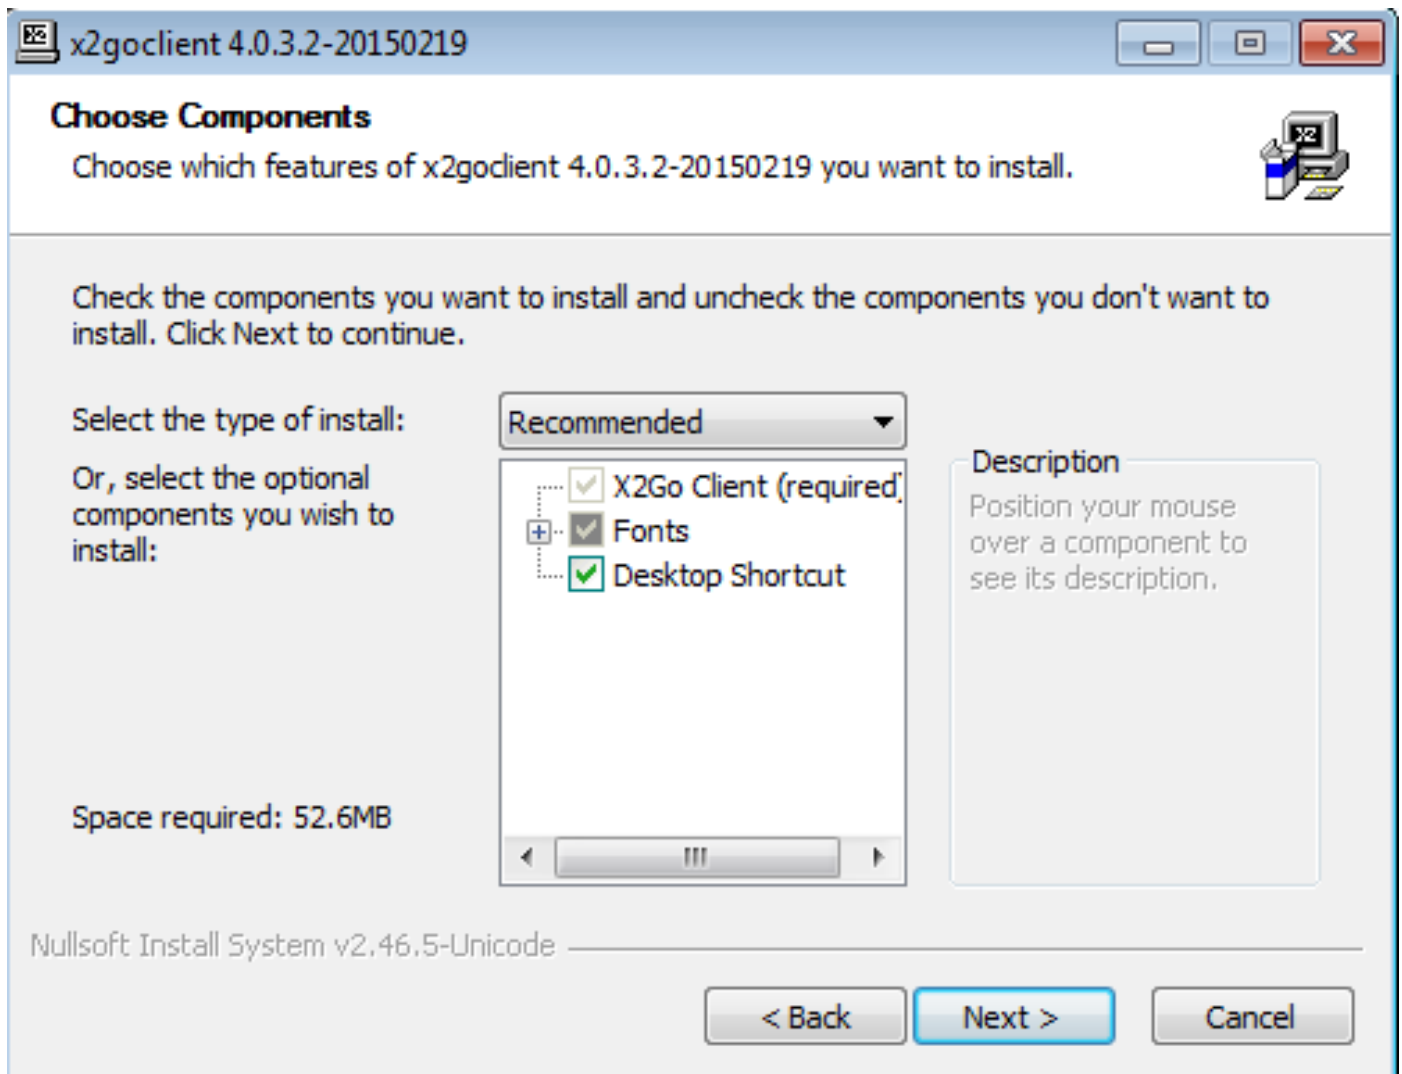 x2goclient 4.0.3.2-20150219
Choose Components
Choose which features of x2goclient 4.0.3.2-20150219 you want to install.
X2
Check the components you want to install and uncheck the components you don't want to
install. Click Next to continue.
Select the type of install:
Recommended
Or, select the optional
components you wish to
install:
X2Go Client (required)
Fonts
Desktop Shortcut
Description
Position your mouse
over a component to
see its description.
Space required: 52.6MB
Nullsoft Install System v2.46.5-Unicode
< Back
Next >
Cancel